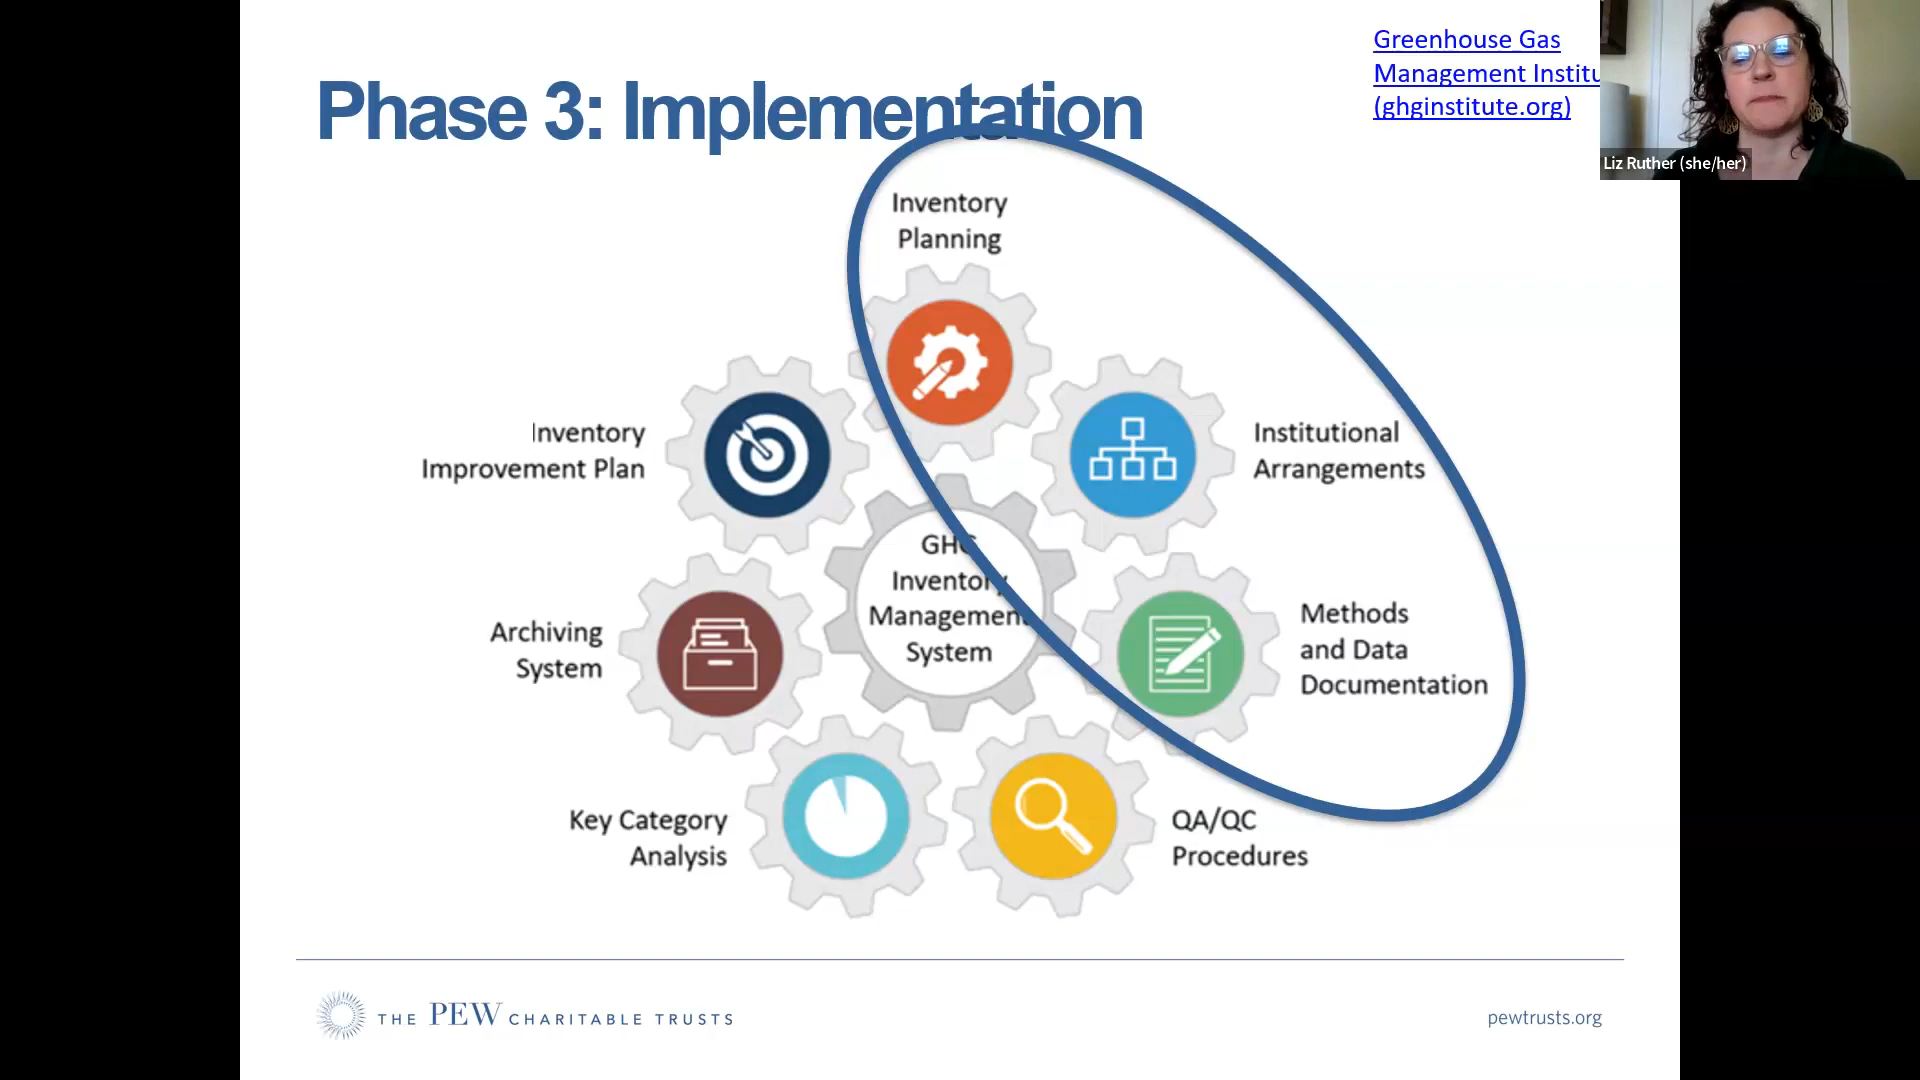 Greenhouse Gas
Management Institu
(ghginstitute.org)
Phase 3: Implementation
Liz Ruther (she/her)
Inventory
Planning
Inventory
Improvement Plan
Institutional
Arrangements
GHG
Inventory
Management
System
Archiving
System
Methods
and Data
Documentation
Key Category
Analysis
QA/QC
Procedures
THE PEW CHARITABLE TRUSTS
pewtrusts.org